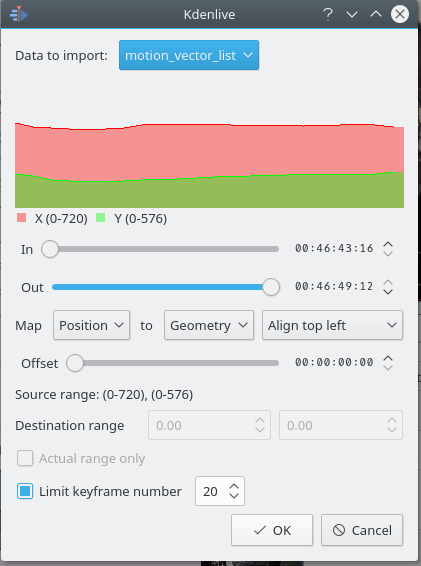 Kdenlive
Data to import: motion_vector_list
X (0-720) Y (0-576)
In 00:46:43:16
Out 00:46:49:12
Map Position to Geometry Align top left
Offset 00:00:00:00
Source range: (0-720), (0-576)
Destination range 0.00 0.00
Actual range only
Limit keyframe number 20
OK Cancel